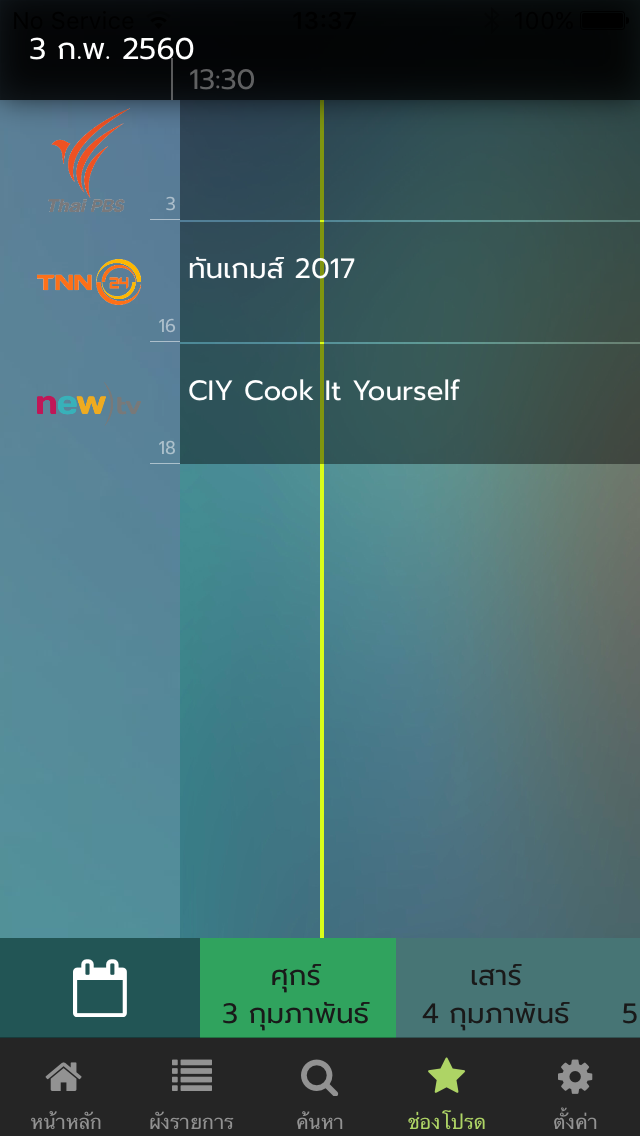 No Service 13:37 100%
3 ก.พ. 2560
13:30
Thai PBS
3
ทันเกมส์ 2017
TNN 24
16
CIY Cook It Yourself
new)tv
18
ศุกร์
3 กุมภาพันธ์
เสาร์
4 กุมภาพันธ์
5
หน้าหลัก
ผังรายการ
ค้นหา
ช่องโปรด
ตั้งค่า